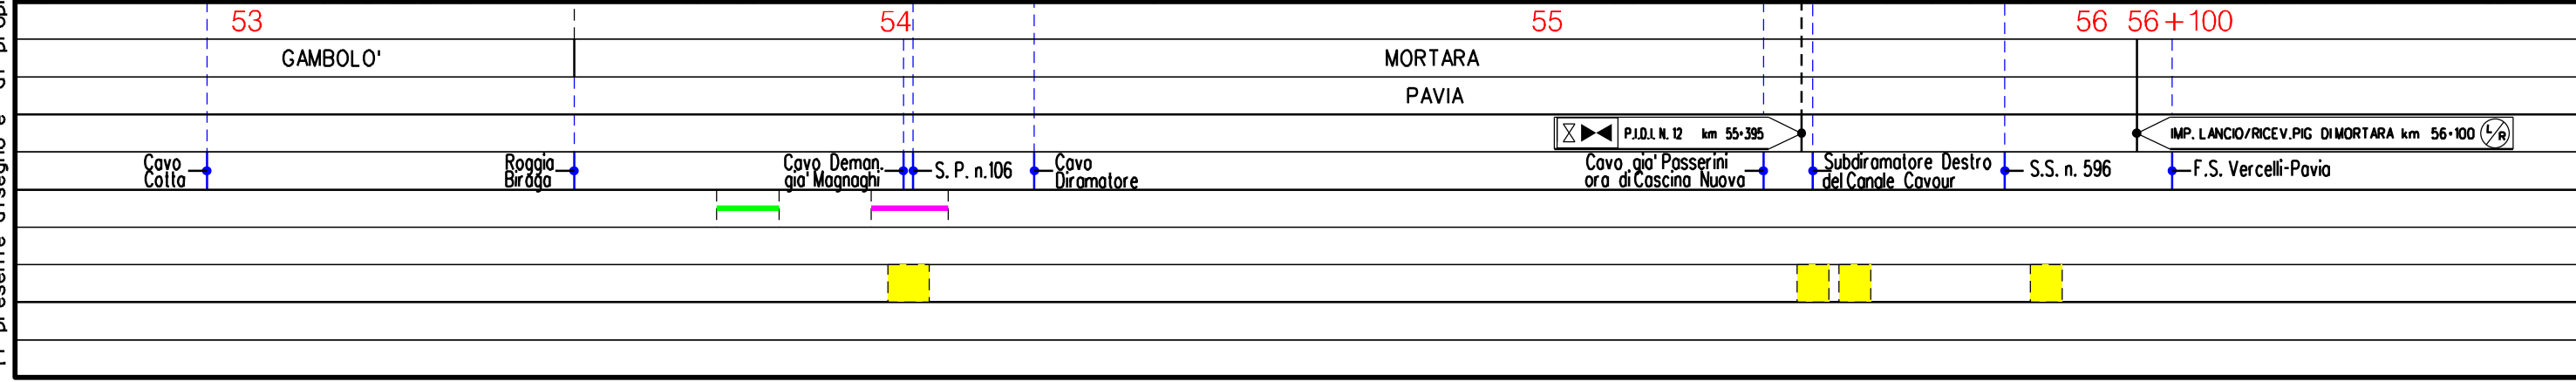 53 54 55 56 56+100
GAMBOLO' MORTARA
PAVIA
P.I.D.I. N. 12 km 55+395 IMP. LANCIO/RICEV.PIG DI MORTARA km 56+100 L/R
Cavo
Cotta
Roggia
Biraga
Cavo Deman.
gia' Magnaghi
S. P. n.106
Cavo
Diramatore
Cavo gia' Passerini
ora di Cascina Nuova
Subdiramatore Destro
del Canale Cavour
S.S. n. 596
F.S. Vercelli-Pavia